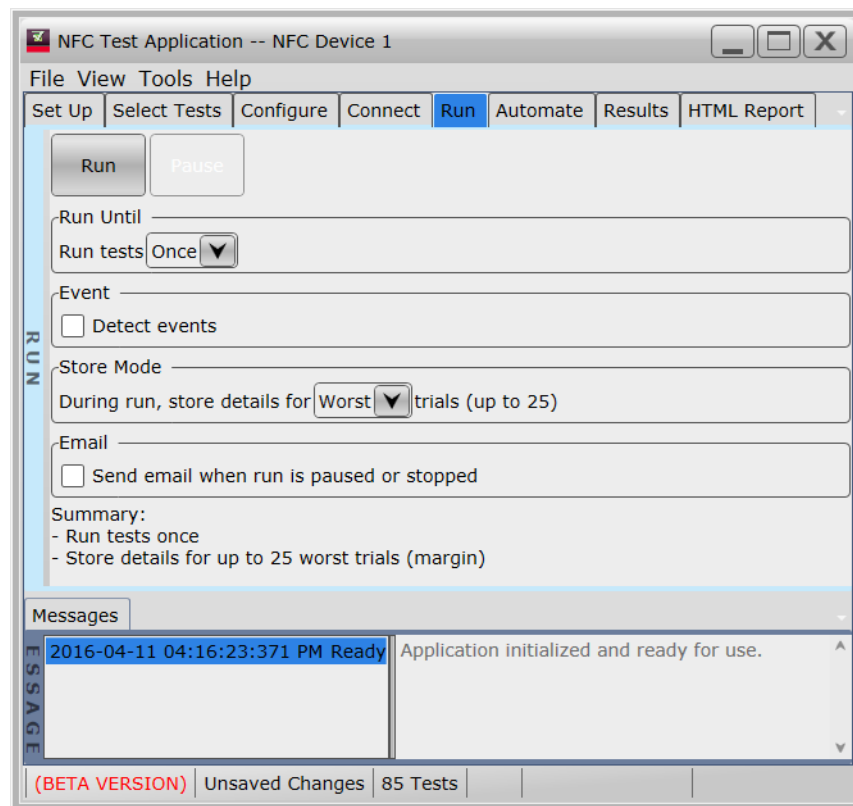 NFC Test Application -- NFC Device 1
File View Tools Help
Set Up Select Tests Configure Connect Run Automate Results HTML Report
Run Pause
Run Until
Run tests Once
Event
Detect events
RUN
Store Mode
During run, store details for Worst trials (up to 25)
Email
Send email when run is paused or stopped
Summary:
- Run tests once
- Store details for up to 25 worst trials (margin)
Messages
2016-04-11 04:16:23:371 PM Ready Application initialized and ready for use.
ESSAGE
(BETA VERSION) Unsaved Changes 85 Tests